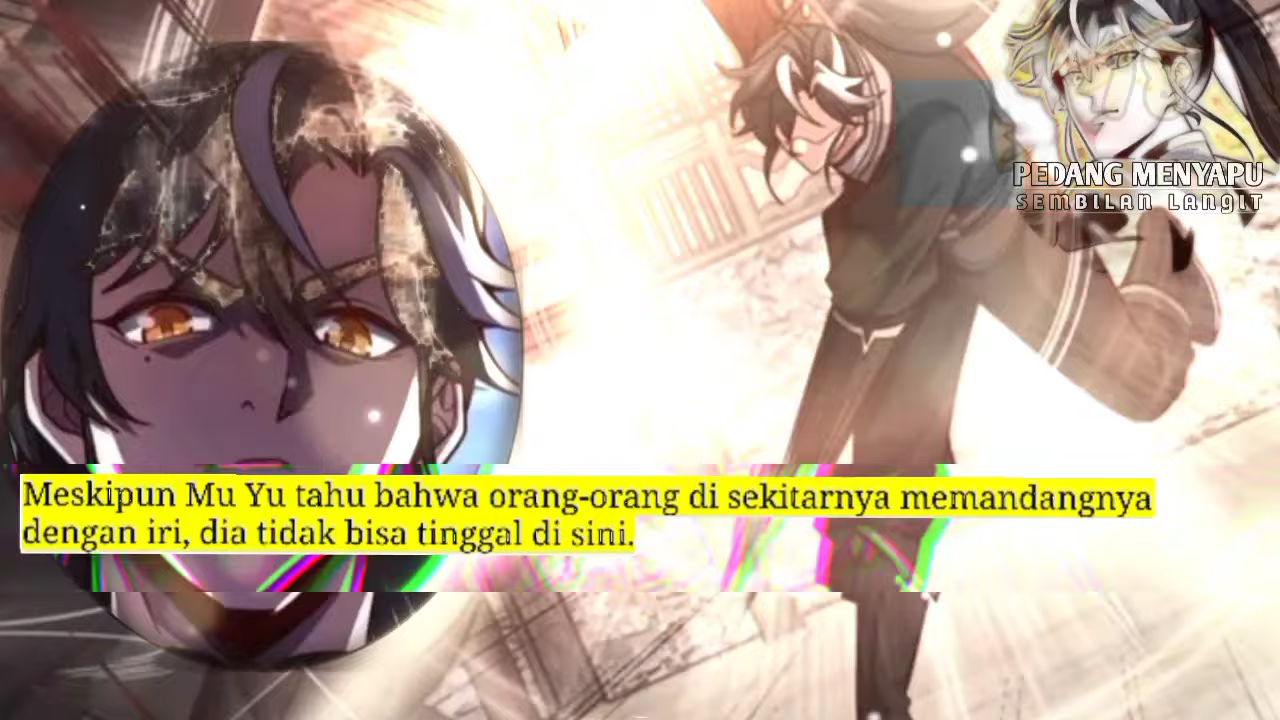 PEDANG MENYAPU
SEMBILAN LANGIT
Meskipun Mu Yu tahu bahwa orang-orang di sekitarnya memandangnya
dengan iri, dia tidak bisa tinggal di sini.